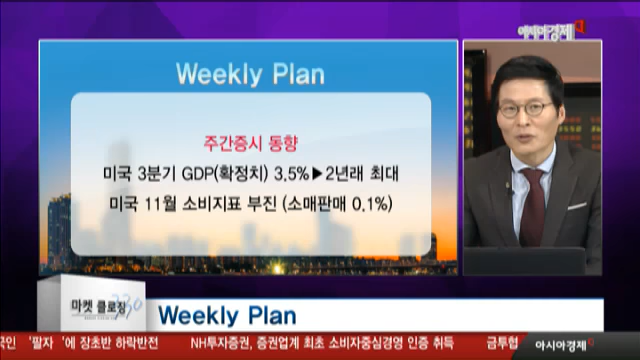 아시아경제
Weekly Plan
주간증시 동향
미국 3분기 GDP(확정치) 3.5%▶2년래 최대
미국 11월 소비지표 부진 (소매판매 0.1%)
마켓 클로징
330
Weekly Plan
국인 '팔자'에 장초반 하락반전 NH투자증권, 증권업계 최초 소비자중심경영 인증 취득 금투협
아시아경제